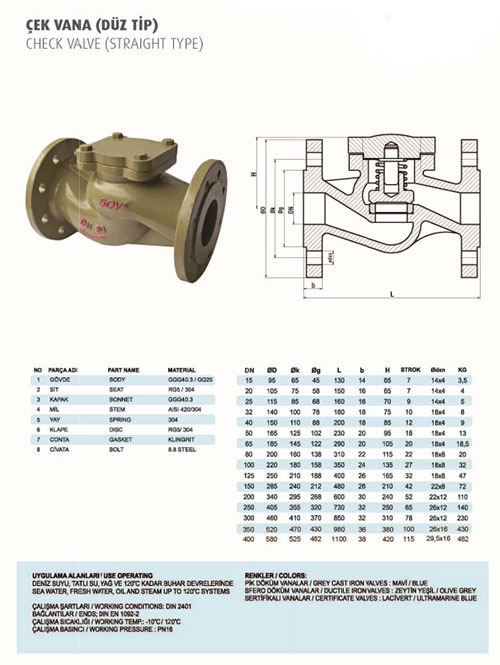 ÇEK VANA (DÜZ TİP)
CHECK VALVE (STRAIGHT TYPE)
SOY
H
ØD
Øk
Øg
DN
Ødxn
b
L
NO PARÇA ADI PART NAME MATERIAL
1 GÖVDE BODY GGG40.3 / GG25
2 SİT SEAT RG5 / 304
3 KAPAK BONNET GGG40.3
4 MİL STEM AISI 420/304
5 YAY SPRING 304
6 KLAPE DISC RG5/ 304
7 CONTA GASKET KLINGRIT
8 CİVATA BOLT 8.8 STEEL
DN ØD Øk Øg L b H STROK Ødxn KG
15 95 65 45 130 14 65 7 14x4 3,5
20 105 75 58 150 16 65 7 14x4 4
25 115 85 68 160 16 70 9 14x4 5
32 140 100 78 180 18 75 10 18x4 8
40 150 110 88 200 18 85 12 18x4 9
50 165 125 102 230 20 95 18 18x4 13
65 185 145 122 290 20 105 20 18x4 18,5
80 200 160 138 310 22 115 22 18x8 20
100 220 180 158 350 24 135 27 18x8 32
125 250 210 188 400 26 165 32 18x8 47
150 285 240 212 480 26 210 42 22x8 72
200 340 295 268 600 30 240 52 22x12 110
250 405 355 320 730 32 250 65 26x12 140
300 460 410 370 850 32 310 78 26x12 230
350 520 470 430 980 36 380 100 26x16 430
400 580 525 482 1100 38 420 115 29,5x16 482
UYGULAMA ALANLARI / USE OPERATING
DENİZ SUYU, TATLI SU, YAĞ VE 120°C KADAR BUHAR DEVRELERİNDE
SEA WATER, FRESH WATER, OIL AND STEAM UP TO 120°C SYSTEMS
ÇALIŞMA ŞARTLARI / WORKING CONDITIONS: DIN 2401
BAĞLANTILAR / ENDS: DIN EN 1092-2
ÇALIŞMA SICAKLIĞI / WORKING TEMP.: -10°C/ 120°C
ÇALIŞMA BASINCI / WORKING PRESSURE : PN16
RENKLER / COLORS:
PİK DÖKÜM VANALAR / GREY CAST IRON VALVES : MAVİ / BLUE
SFERO DÖKÜM VANALAR / DUCTILE IRON VALVES : ZEYTİN YEŞİL / OLIVE GREY
SERTİFİKALI VANALAR / CERTIFICATE VALVES : LACİVERT / ULTRAMARINE BLUE